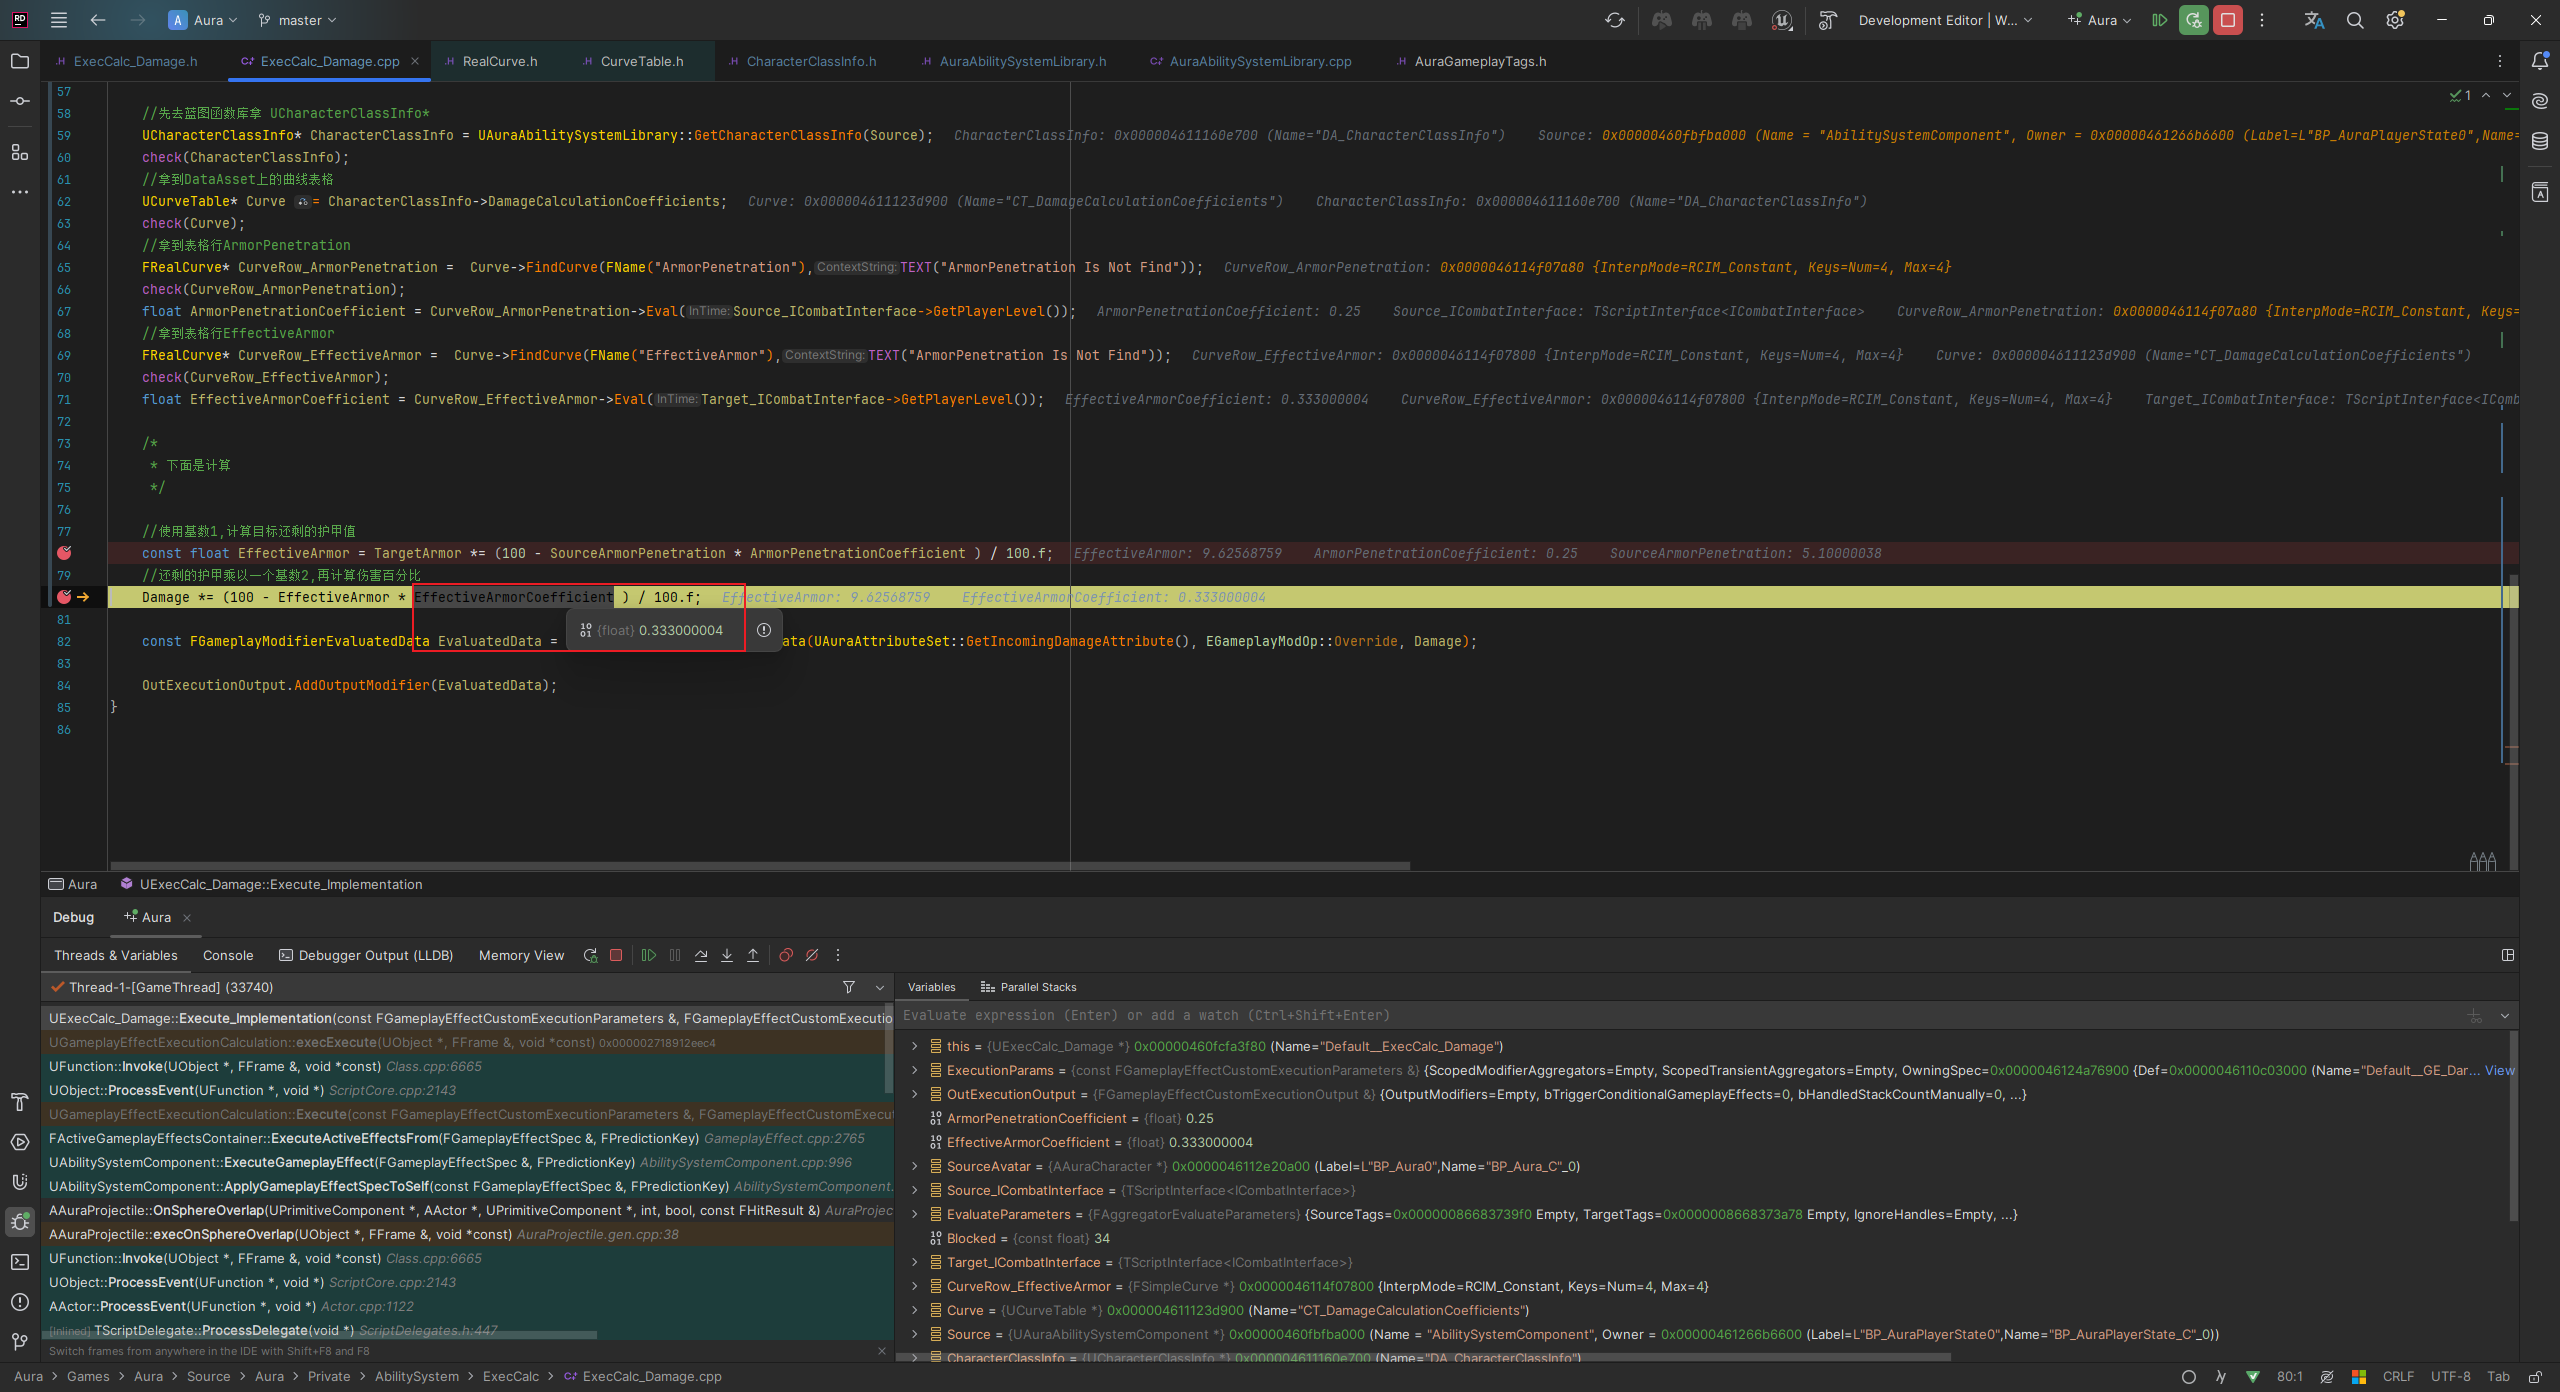 Aura master Development Editor | W... Aura
ExecCalc_Damage.h ExecCalc_Damage.cpp RealCurve.h CurveTable.h CharacterClassInfo.h AuraAbilitySystemLibrary.h AuraAbilitySystemLibrary.cpp AuraGameplayTags.h
57
58 //先去蓝图函数库拿 UCharacterClassInfo*
59 UCharacterClassInfo* CharacterClassInfo = UAuraAbilitySystemLibrary::GetCharacterClassInfo(Source); CharacterClassInfo: 0x000004611160e700 (Name="DA_CharacterClassInfo") Source: 0x00000460fbfba000 (Name = "AbilitySystemComponent", Owner = 0x00000461266b6600 (Label=L"BP_AuraPlayerState0",Name=
60 check(CharacterClassInfo);
61 //拿到DataAsset上的曲线表格
62 UCurveTable* Curve = CharacterClassInfo->DamageCalculationCoefficients; Curve: 0x000004611123d900 (Name="CT_DamageCalculationCoefficients") CharacterClassInfo: 0x000004611160e700 (Name="DA_CharacterClassInfo")
63 check(Curve);
64 //拿到表格行ArmorPenetration
65 FRealCurve* CurveRow_ArmorPenetration = Curve->FindCurve(FName("ArmorPenetration"),ContextString:TEXT("ArmorPenetration Is Not Find")); CurveRow_ArmorPenetration: 0x0000046114f07a80 {InterpMode=RCIM_Constant, Keys=Num=4, Max=4}
66 check(CurveRow_ArmorPenetration);
67 float ArmorPenetrationCoefficient = CurveRow_ArmorPenetration->Eval(InTime:Source_ICombatInterface->GetPlayerLevel()); ArmorPenetrationCoefficient: 0.25 Source_ICombatInterface: TScriptInterface<ICombatInterface> CurveRow_ArmorPenetration: 0x0000046114f07a80 {InterpMode=RCIM_Constant, Keys=
68 //拿到表格行EffectiveArmor
69 FRealCurve* CurveRow_EffectiveArmor = Curve->FindCurve(FName("EffectiveArmor"),ContextString:TEXT("ArmorPenetration Is Not Find")); CurveRow_EffectiveArmor: 0x0000046114f07800 {InterpMode=RCIM_Constant, Keys=Num=4, Max=4} Curve: 0x000004611123d900 (Name="CT_DamageCalculationCoefficients")
70 check(CurveRow_EffectiveArmor);
71 float EffectiveArmorCoefficient = CurveRow_EffectiveArmor->Eval(InTime:Target_ICombatInterface->GetPlayerLevel()); EffectiveArmorCoefficient: 0.333000004 CurveRow_EffectiveArmor: 0x0000046114f07800 {InterpMode=RCIM_Constant, Keys=Num=4, Max=4} Target_ICombatInterface: TScriptInterface<IComb
72
73 /*
74 * 下面是计算
75 */
76
77 //使用基数1,计算目标还剩的护甲值
const float EffectiveArmor = TargetArmor *= (100 - SourceArmorPenetration * ArmorPenetrationCoefficient ) / 100.f; EffectiveArmor: 9.62568759 ArmorPenetrationCoefficient: 0.25 SourceArmorPenetration: 5.10000038
79 //还剩的护甲乘以一个基数2,再计算伤害百分比
Damage *= (100 - EffectiveArmor * EffectiveArmorCoefficient ) / 100.f; EffectiveArmor: 9.62568759 EffectiveArmorCoefficient: 0.333000004
81
{float} 0.333000004
82 const FGameplayModifierEvaluatedData EvaluatedData = ata(UAuraAttributeSet::GetIncomingDamageAttribute(), EGameplayModOp::Override, Damage);
83
84 OutExecutionOutput.AddOutputModifier(EvaluatedData);
85 }
86
1
Aura UExecCalc_Damage::Execute_Implementation
Debug Aura
Threads & Variables Console Debugger Output (LLDB) Memory View
Thread-1-[GameThread] (33740)
UExecCalc_Damage::Execute_Implementation(const FGameplayEffectCustomExecutionParameters &, FGameplayEffectCustomExecutio
UGameplayEffectExecutionCalculation::execExecute(UObject *, FFrame &, void *const) 0x000002718912eec4
UFunction::Invoke(UObject *, FFrame &, void *const) Class.cpp:6665
UObject::ProcessEvent(UFunction *, void *) ScriptCore.cpp:2143
UGameplayEffectExecutionCalculation::Execute(const FGameplayEffectCustomExecutionParameters &, FGameplayEffectCustomExecut
FActiveGameplayEffectsContainer::ExecuteActiveEffectsFrom(FGameplayEffectSpec &, FPredictionKey) GameplayEffect.cpp:2765
UAbilitySystemComponent::ExecuteGameplayEffect(FGameplayEffectSpec &, FPredictionKey) AbilitySystemComponent.cpp:996
UAbilitySystemComponent::ApplyGameplayEffectSpecToSelf(const FGameplayEffectSpec &, FPredictionKey) AbilitySystemComponent.
AAuraProjectile::OnSphereOverlap(UPrimitiveComponent *, AActor *, UPrimitiveComponent *, int, bool, const FHitResult &) AuraProjec
AAuraProjectile::execOnSphereOverlap(UObject *, FFrame &, void *const) AuraProjectile.gen.cpp:38
UFunction::Invoke(UObject *, FFrame &, void *const) Class.cpp:6665
UObject::ProcessEvent(UFunction *, void *) ScriptCore.cpp:2143
AActor::ProcessEvent(UFunction *, void *) Actor.cpp:1122
[Inlined] TScriptDelegate::ProcessDelegate(void *) ScriptDelegates.h:447
Switch frames from anywhere in the IDE with Shift+F8 and F8
Variables Parallel Stacks
Evaluate expression (Enter) or add a watch (Ctrl+Shift+Enter)
this = {UExecCalc_Damage *} 0x00000460fcfa3f80 (Name="Default__ExecCalc_Damage")
ExecutionParams = {const FGameplayEffectCustomExecutionParameters &} {ScopedModifierAggregators=Empty, ScopedTransientAggregators=Empty, OwningSpec=0x0000046124a76900 {Def=0x0000046110c03000 (Name="Default__GE_Dar... View
OutExecutionOutput = {FGameplayEffectCustomExecutionOutput &} {OutputModifiers=Empty, bTriggerConditionalGameplayEffects=0, bHandledStackCountManually=0, ...}
ArmorPenetrationCoefficient = {float} 0.25
EffectiveArmorCoefficient = {float} 0.333000004
SourceAvatar = {AAuraCharacter *} 0x0000046112e20a00 (Label=L"BP_Aura0",Name="BP_Aura_C"_0)
Source_ICombatInterface = {TScriptInterface<ICombatInterface>}
EvaluateParameters = {FAggregatorEvaluateParameters} {SourceTags=0x00000086683739f0 Empty, TargetTags=0x0000008668373a78 Empty, IgnoreHandles=Empty, ...}
Blocked = {const float} 34
Target_ICombatInterface = {TScriptInterface<ICombatInterface>}
CurveRow_EffectiveArmor = {FSimpleCurve *} 0x0000046114f07800 {InterpMode=RCIM_Constant, Keys=Num=4, Max=4}
Curve = {UCurveTable *} 0x000004611123d900 (Name="CT_DamageCalculationCoefficients")
Source = {UAuraAbilitySystemComponent *} 0x00000460fbfba000 (Name = "AbilitySystemComponent", Owner = 0x00000461266b6600 (Label=L"BP_AuraPlayerState0",Name="BP_AuraPlayerState_C"_0))
CharacterClassInfo = {UCharacterClassInfo *} 0x000004611160e700 (Name="DA_CharacterClassInfo")
Aura > Games > Aura > Source > Aura > Private > AbilitySystem > ExecCalc > ExecCalc_Damage.cpp 80:1 CRLF UTF-8 Tab